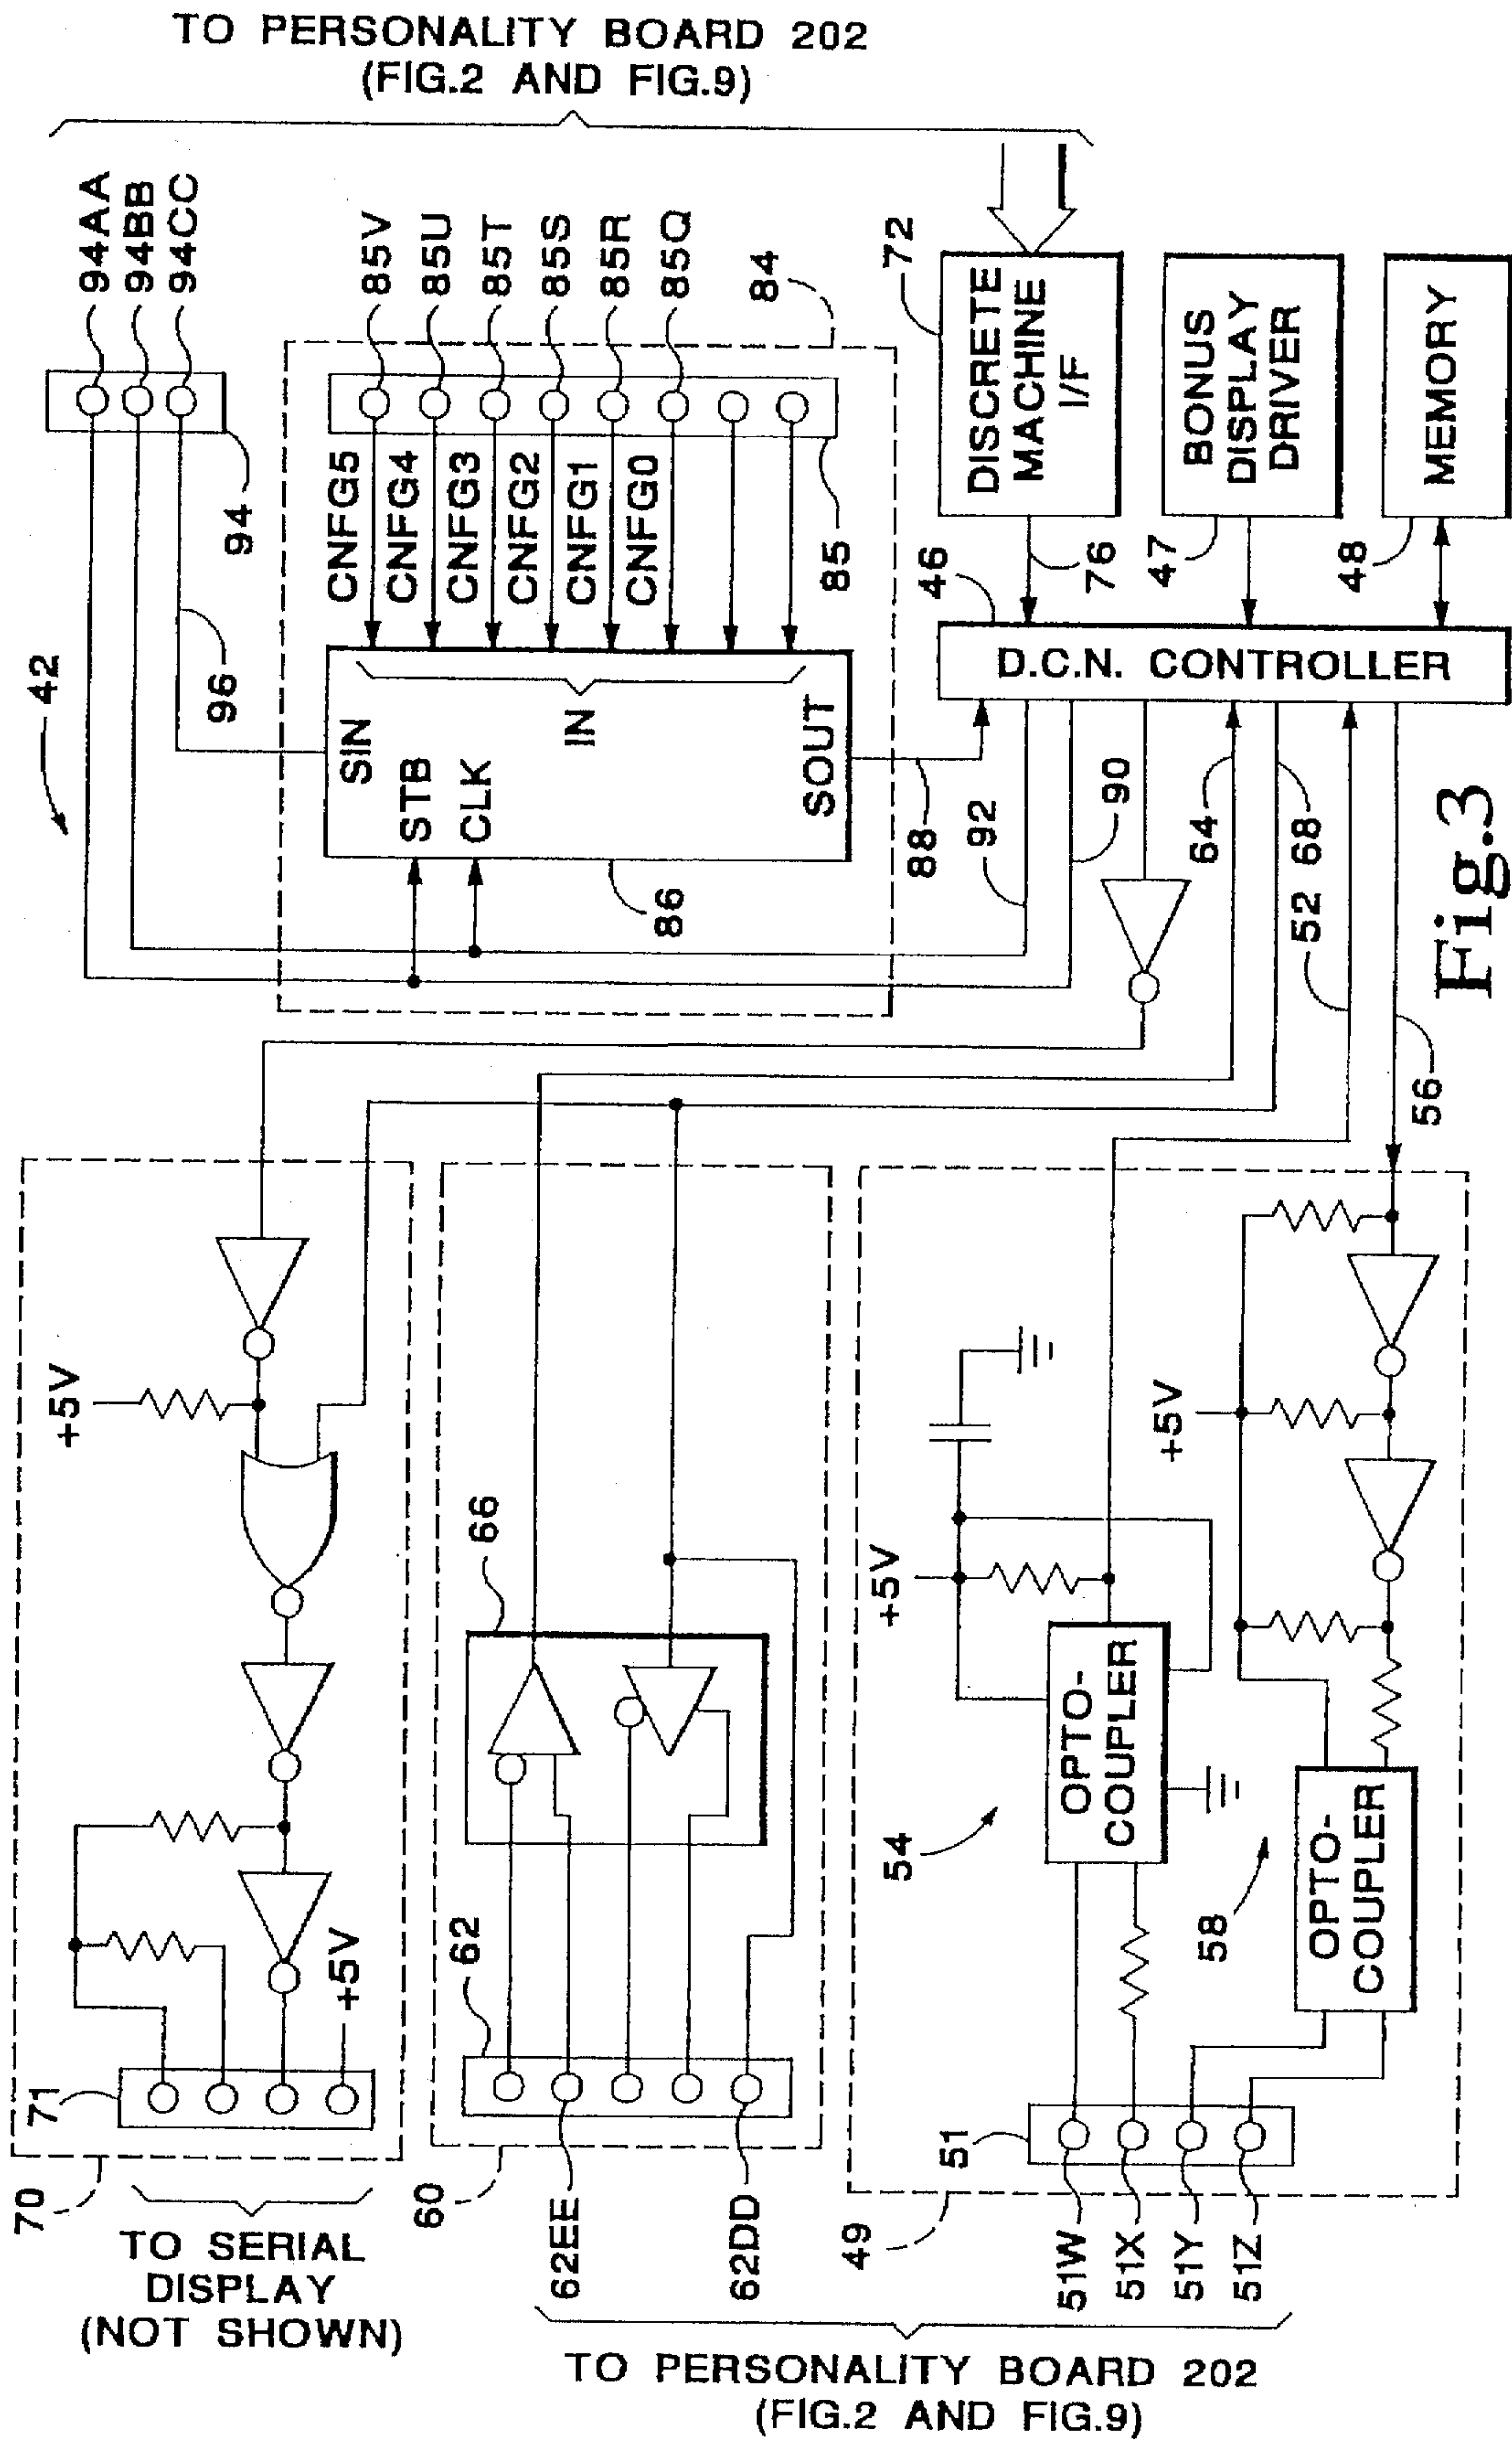 TO PERSONALITY BOARD 202
(FIG.2 AND FIG.9)
94AA
94BB
94CC
85V
85U
85T
85S
85R
85Q
84
72
42
94
96
CNFG5
CNFG4
CNFG3
CNFG2
CNFG1
CNFG0
85
SIN
STB
CLK
IN
SOUT
86
88
DISCRETE
MACHINE
I/F
76
BONUS
DISPLAY
DRIVER
47
MEMORY
48
46
D.C.N. CONTROLLER
92
90
64
68
52
56
Fig.3
+5V
71
+5V
70
TO SERIAL
DISPLAY
(NOT SHOWN)
66
62
60
62EE
62DD
+5V
+5V
OPTO-
COUPLER
54
OPTO-
COUPLER
58
51
49
51W
51X
51Y
51Z
TO PERSONALITY BOARD 202
(FIG.2 AND FIG.9)